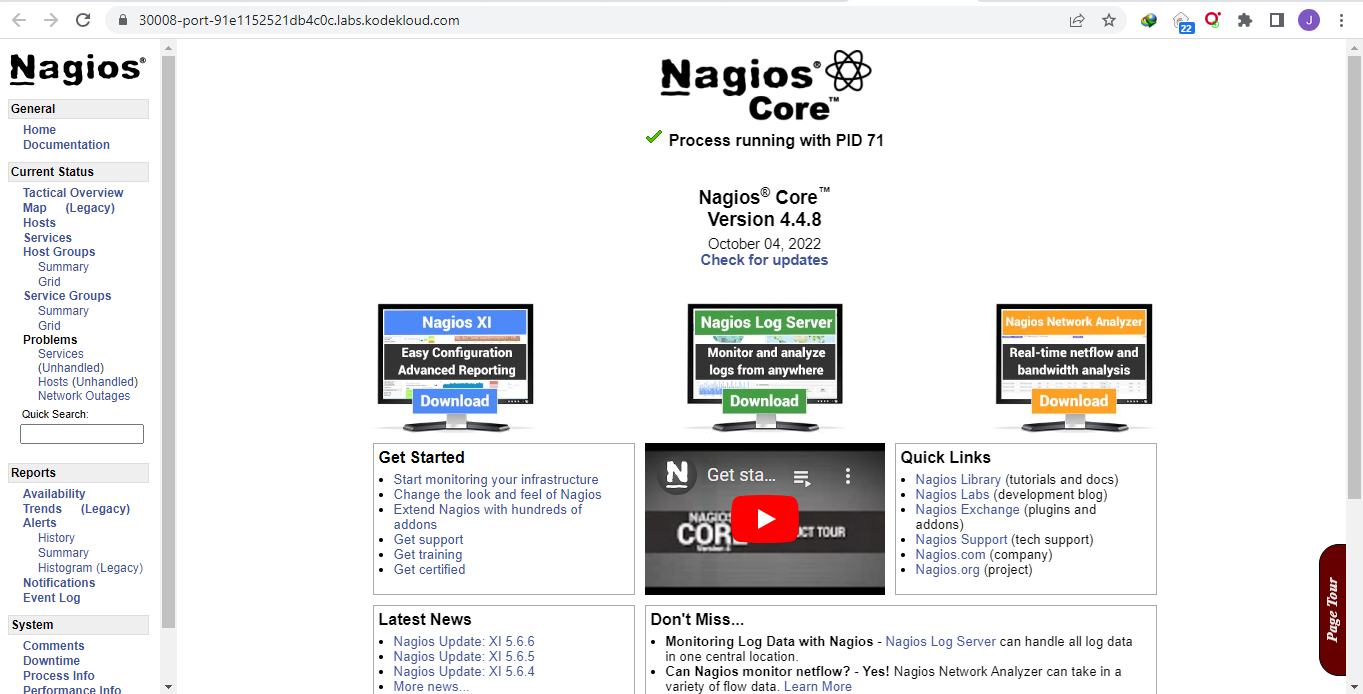 30008-port-91e1152521db4c0c.labs.kodekloud.com
22
J
Nagios®
General
Home
Documentation
Current Status
Tactical Overview
Map (Legacy)
Hosts
Services
Host Groups
Summary
Grid
Service Groups
Summary
Grid
Problems
Services
(Unhandled)
Hosts (Unhandled)
Network Outages
Quick Search:
Reports
Availability
Trends (Legacy)
Alerts
History
Summary
Histogram (Legacy)
Notifications
Event Log
System
Comments
Downtime
Process Info
Performance Info
Nagios®
Core™
Process running with PID 71
Nagios® Core™
Version 4.4.8
October 04, 2022
Check for updates
Nagios XI
Easy Configuration
Advanced Reporting
Download
Nagios Log Server
Monitor and analyze
logs from anywhere
Download
Nagios Network Analyzer
Real-time netflow and
bandwidth analysis
Download
Get Started
Start monitoring your infrastructure
Change the look and feel of Nagios
Extend Nagios with hundreds of
addons
Get support
Get training
Get certified
N
Get sta...
NAGIOS
CORE
UCT TOUR
Quick Links
Nagios Library (tutorials and docs)
Nagios Labs (development blog)
Nagios Exchange (plugins and
addons)
Nagios Support (tech support)
Nagios.com (company)
Nagios.org (project)
Latest News
Nagios Update: XI 5.6.6
Nagios Update: XI 5.6.5
Nagios Update: XI 5.6.4
More news...
Don't Miss...
Monitoring Log Data with Nagios - Nagios Log Server can handle all log data
in one central location.
Can Nagios monitor netflow? - Yes! Nagios Network Analyzer can take in a
variety of flow data. Learn More
Page Tour